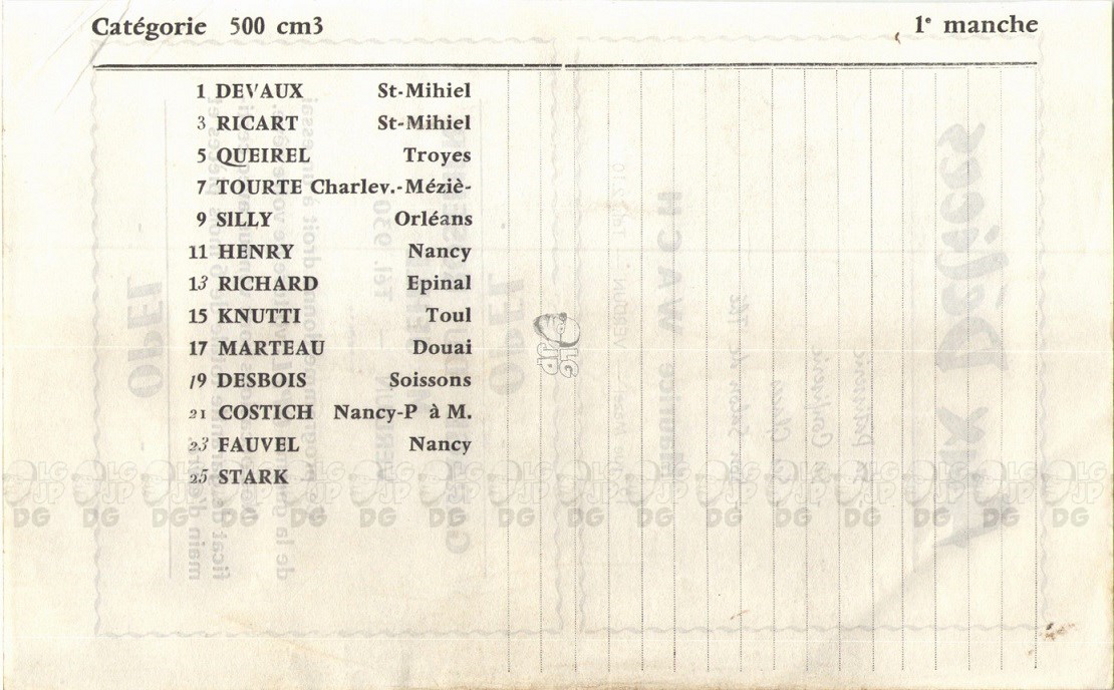 Catégorie 500 cm3 1e manche
1 DEVAUX St-Mihiel
3 RICART St-Mihiel
5 QUEIREL Troyes
7 TOURTE Charlev.-Méziè-
9 SILLY Orléans
11 HENRY Nancy
13 RICHARD Epinal
15 KNUTTI Toul
17 MARTEAU Douai
19 DESBOIS Soissons
21 COSTICH Nancy-P à M.
23 FAUVEL Nancy
25 STARK